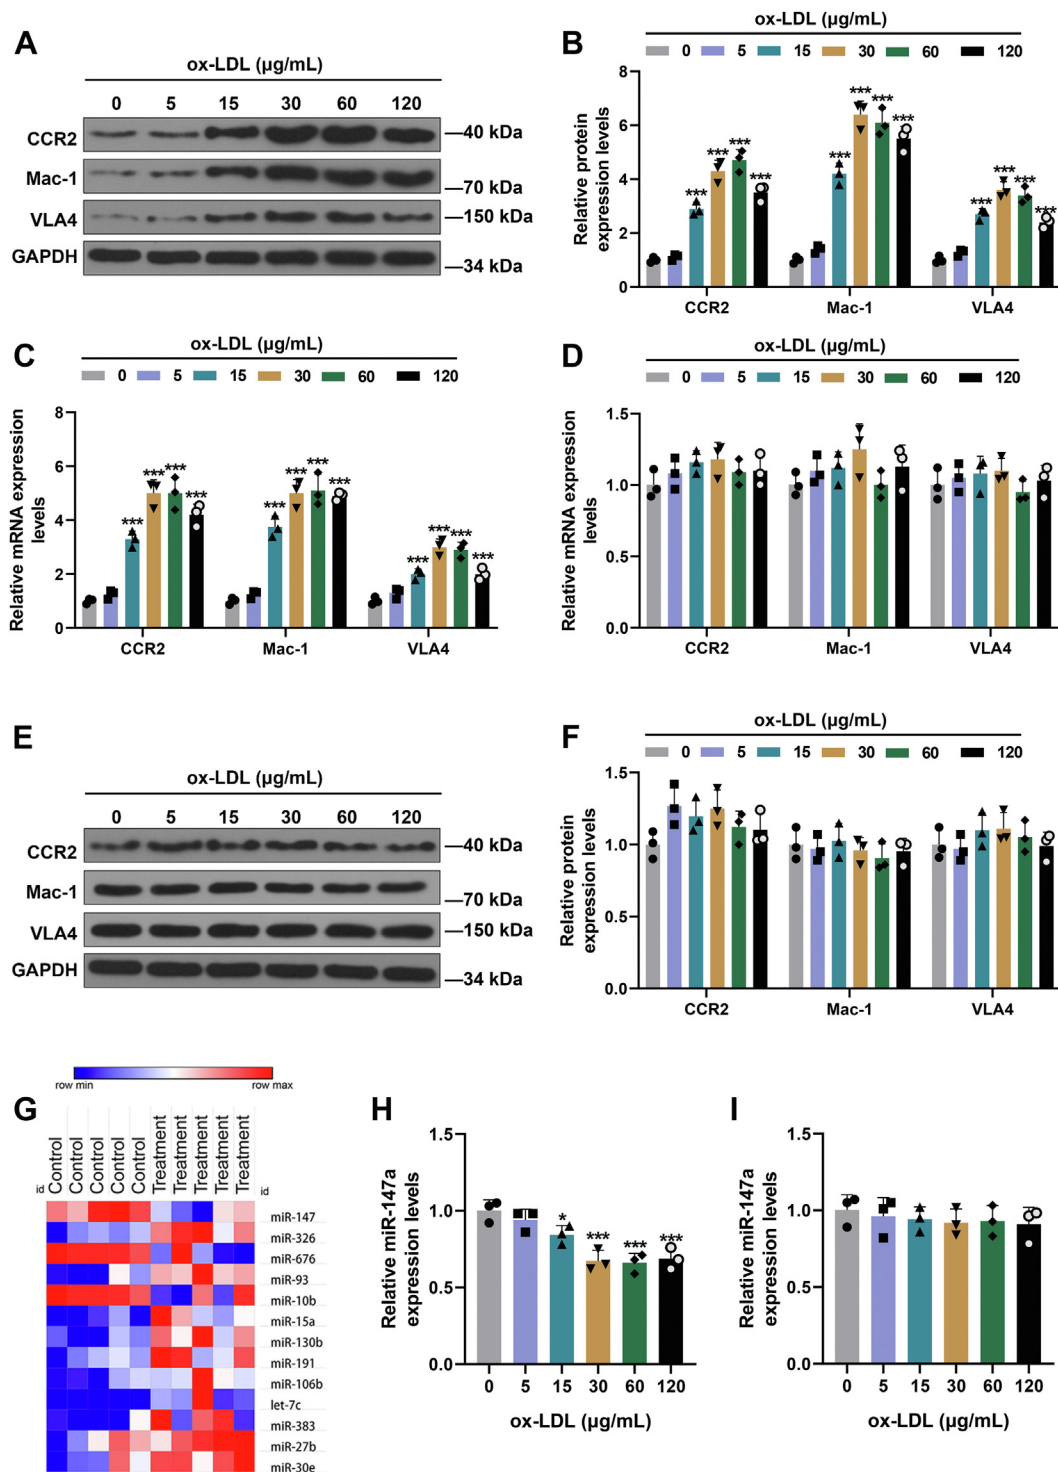 A
ox-LDL (µg/mL)
0 5 15 30 60 120
CCR2
Mac-1
VLA4
GAPDH
—40 kDa
—70 kDa
—150 kDa
—34 kDa
B
ox-LDL (µg/mL)
0 5 15 30 60 120
Relative protein
expression levels
8
6
4
2
0
*** *** *** ***
*** *** *** ***
*** *** *** ***
CCR2 Mac-1 VLA4
C
ox-LDL (µg/mL)
0 5 15 30 60 120
Relative mRNA expression
levels
8
6
4
2
0
*** *** *** ***
*** *** *** ***
*** *** *** ***
CCR2 Mac-1 VLA4
D
ox-LDL (µg/mL)
0 5 15 30 60 120
Relative mRNA expression
levels
1.5
1.0
0.5
0.0
CCR2 Mac-1 VLA4
E
ox-LDL (µg/mL)
0 5 15 30 60 120
CCR2
Mac-1
VLA4
GAPDH
—40 kDa
—70 kDa
—150 kDa
—34 kDa
F
ox-LDL (µg/mL)
0 5 15 30 60 120
Relative protein
expression levels
1.5
1.0
0.5
0.0
CCR2 Mac-1 VLA4
G
row min row max
id Control Control Control Control Control Treatment Treatment Treatment Treatment Treatment id
miR-147
miR-326
miR-676
miR-93
miR-10b
miR-15a
miR-130b
miR-191
miR-106b
let-7c
miR-383
miR-27b
miR-30e
H
Relative miR-147a
expression levels
1.5
1.0
0.5
0.0
* *** *** ***
0 5 15 30 60 120
ox-LDL (µg/mL)
I
Relative miR-147a
expression levels
1.5
1.0
0.5
0.0
0 5 15 30 60 120
ox-LDL (µg/mL)